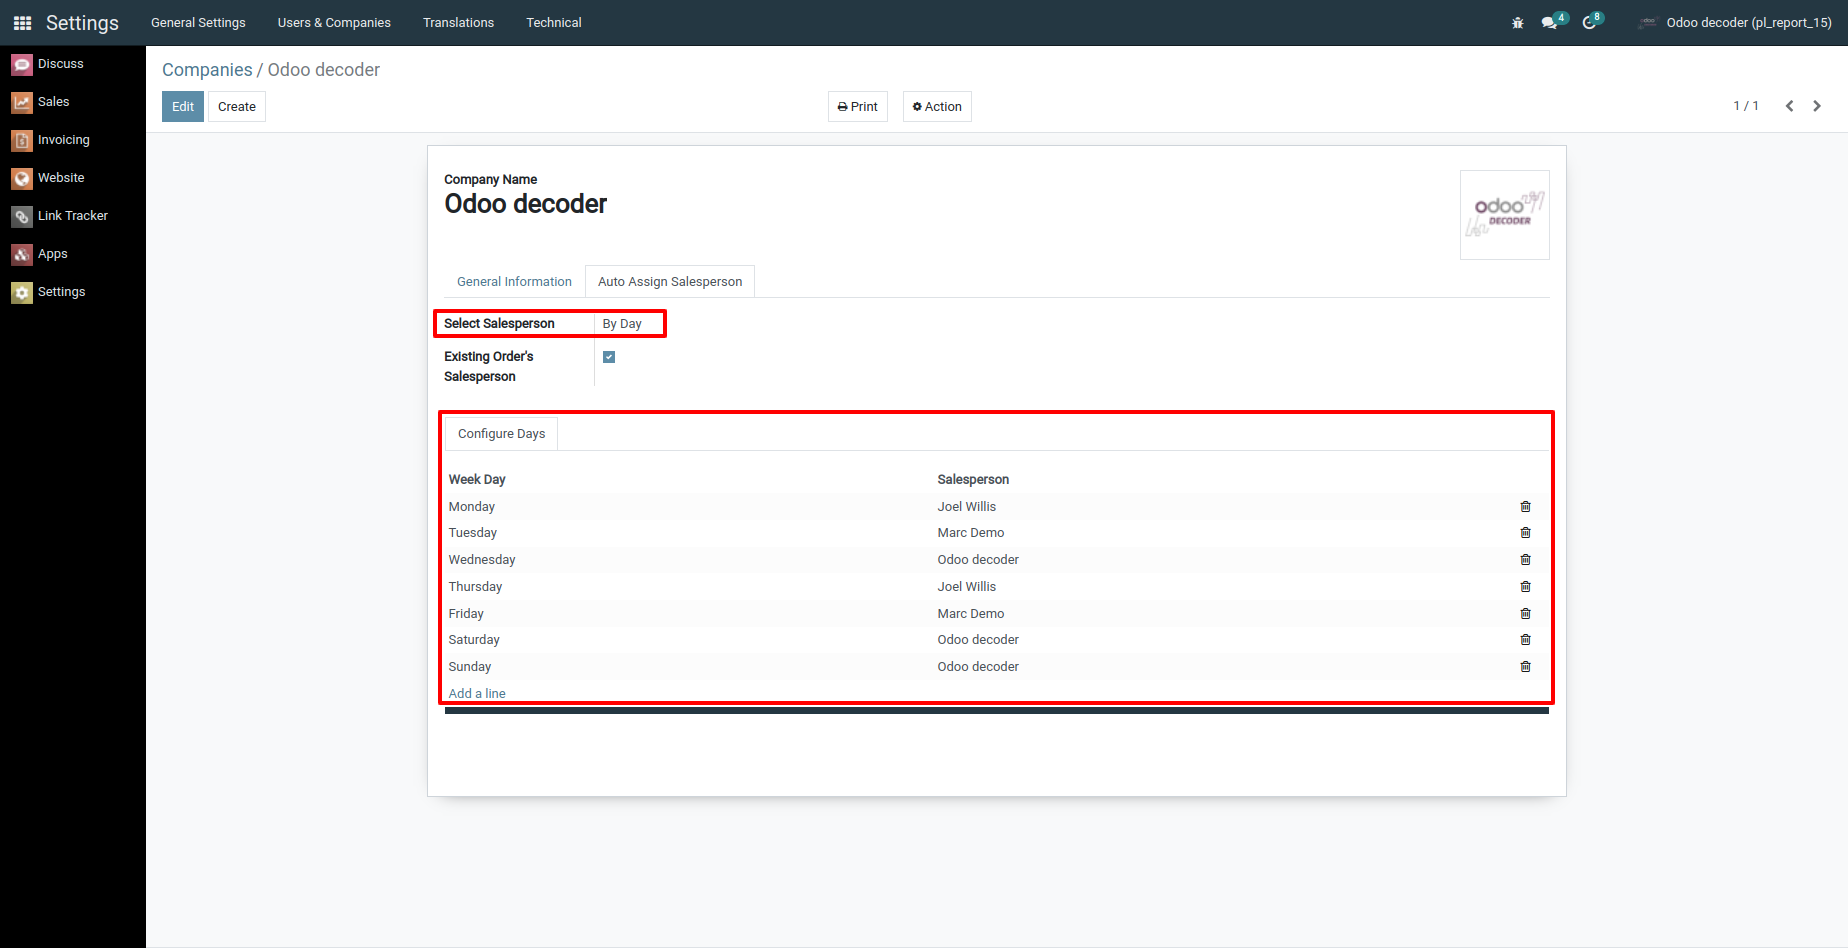 Settings
General Settings
Users & Companies
Translations
Technical
4
8
Odoo decoder (pl_report_15)
Discuss
Sales
Invoicing
Website
Link Tracker
Apps
Settings
Companies / Odoo decoder
Edit
Create
Print
Action
1 / 1
Company Name
Odoo decoder
odoo
DECODER
General Information
Auto Assign Salesperson
Select Salesperson
By Day
Existing Order's
Salesperson
Configure Days
Week Day Salesperson
Monday Joel Willis
Tuesday Marc Demo
Wednesday Odoo decoder
Thursday Joel Willis
Friday Marc Demo
Saturday Odoo decoder
Sunday Odoo decoder
Add a line